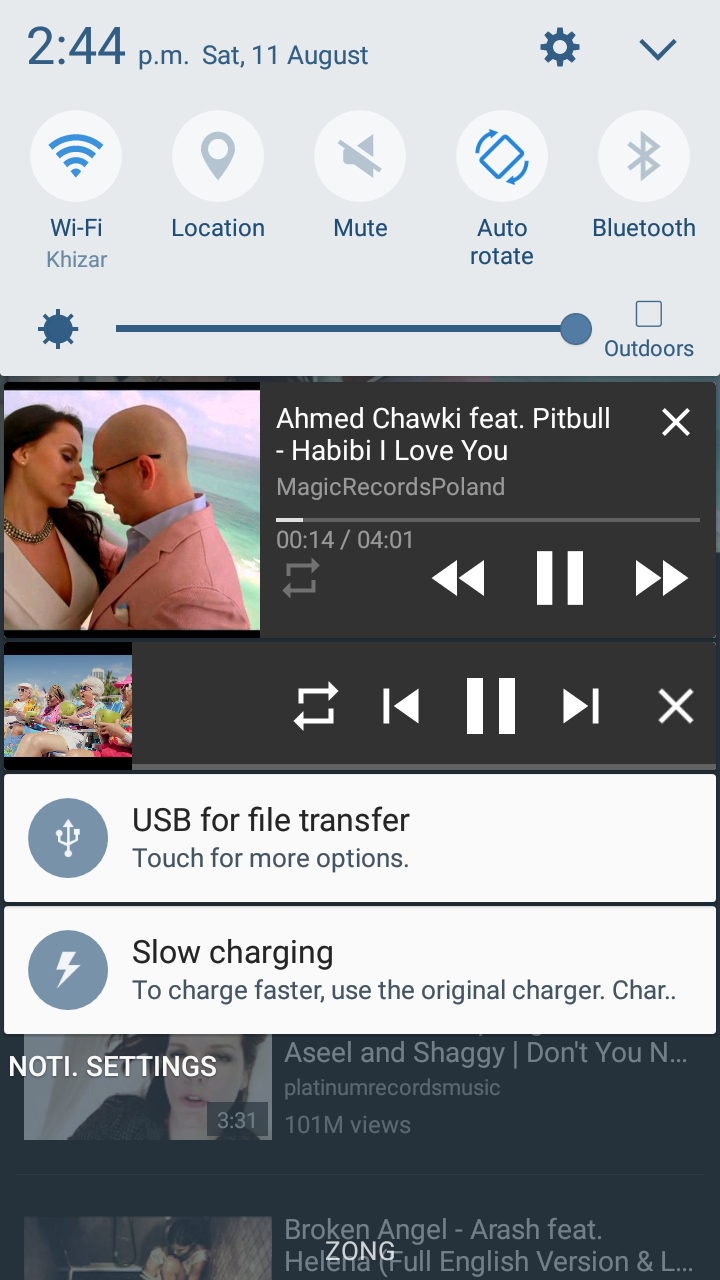 2:44 p.m. Sat, 11 August
Wi-Fi
Khizar
Location
Mute
Auto
rotate
Bluetooth
Outdoors
Ahmed Chawki feat. Pitbull
- Habibi I Love You
MagicRecordsPoland
00:14 / 04:01
USB for file transfer
Touch for more options.
Slow charging
To charge faster, use the original charger. Char..
NOTI. SETTINGS
3:31
Aseel and Shaggy | Don't You N...
platinumrecordsmusic
101M views
Broken Angel - Arash feat.
Helena (Full English Version & L...
ZONG